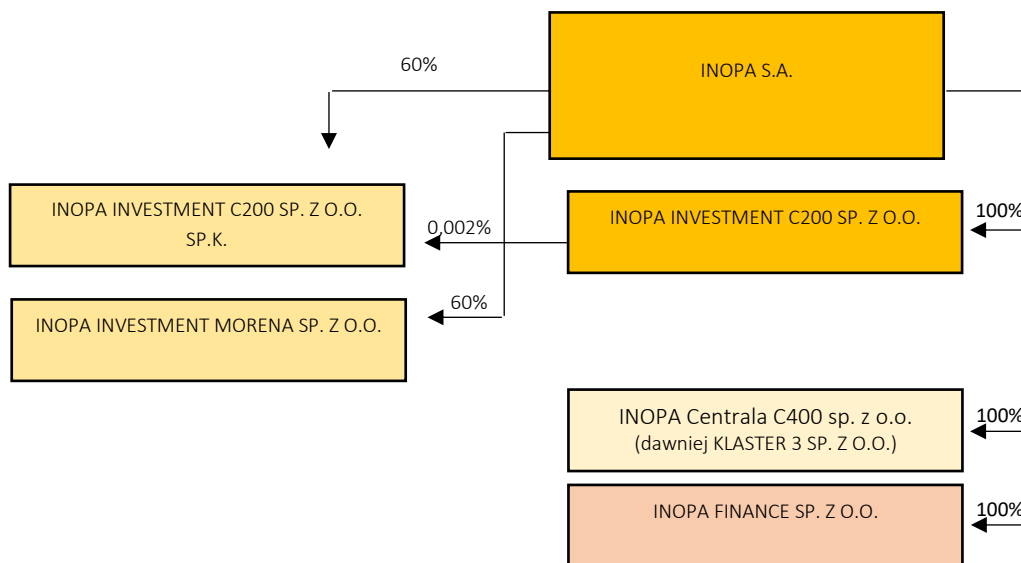 60%
INOPA S.A.
INOPA INVESTMENT C200 SP. Z O.O.
SP.K.
0,002%
INOPA INVESTMENT C200 SP. Z O.O.
100%
INOPA INVESTMENT MORENA SP. Z O.O.
60%
INOPA Centrala C400 sp. z o.o.
(dawniej KLASTER 3 SP. Z O.O.)
100%
INOPA FINANCE SP. Z O.O.
100%